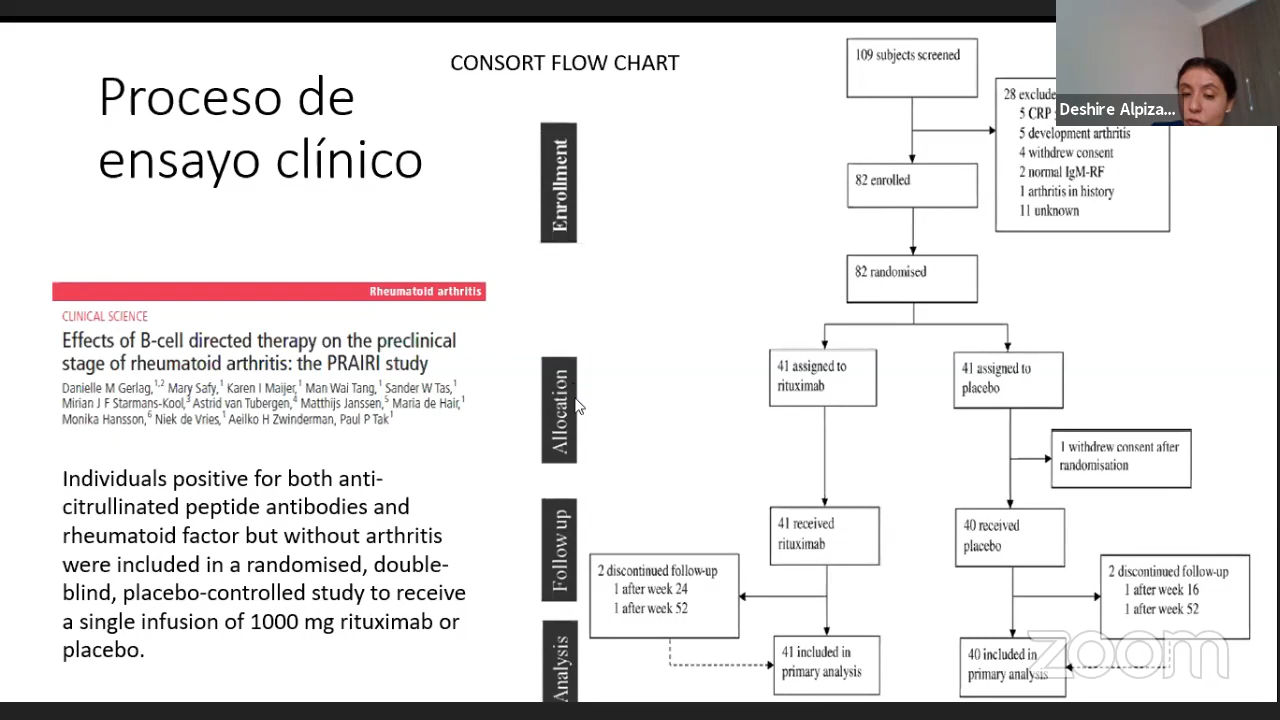 CONSORT FLOW CHART
Proceso de
ensayo clínico
Rheumatoid arthritis
CLINICAL SCIENCE
Effects of B-cell directed therapy on the preclinical
stage of rheumatoid arthritis: the PRAIRI study
Danielle M Gerlag,1,2 Mary Safy,1 Karen I Maijer,1 Man Wai Tang,1 Sander W Tas,1
Mirian J F Starmans-Kool,3 Astrid van Tubergen,4 Matthijs Janssen,5 Maria de Hair,1
Monika Hansson,6 Niek de Vries,1 Aeilko H Zwinderman, Paul P Tak1
Individuals positive for both anti-
citrullinated peptide antibodies and
rheumatoid factor but without arthritis
were included in a randomised, double-
blind, placebo-controlled study to receive
a single infusion of 1000 mg rituximab or
placebo.
Enrollment
Allocation
Follow up
Analysis
109 subjects screened
28
5 CRP
5 development arthritis
4 withdrew consent
2 normal IgM-RF
1 arthritis in history
11 unknown
82 enrolled
82 randomised
41 assigned to
rituximab
41 assigned to
placebo
1 withdrew consent after
randomisation
41 received
rituximab
40 received
placebo
2 discontinued follow-up
1 after week 24
1 after week 52
2 discontinued follow-up
1 after week 16
1 after week 52
41 included in
primary analysis
40 included in
primary analysis
Deshire Alpiza...
zoom